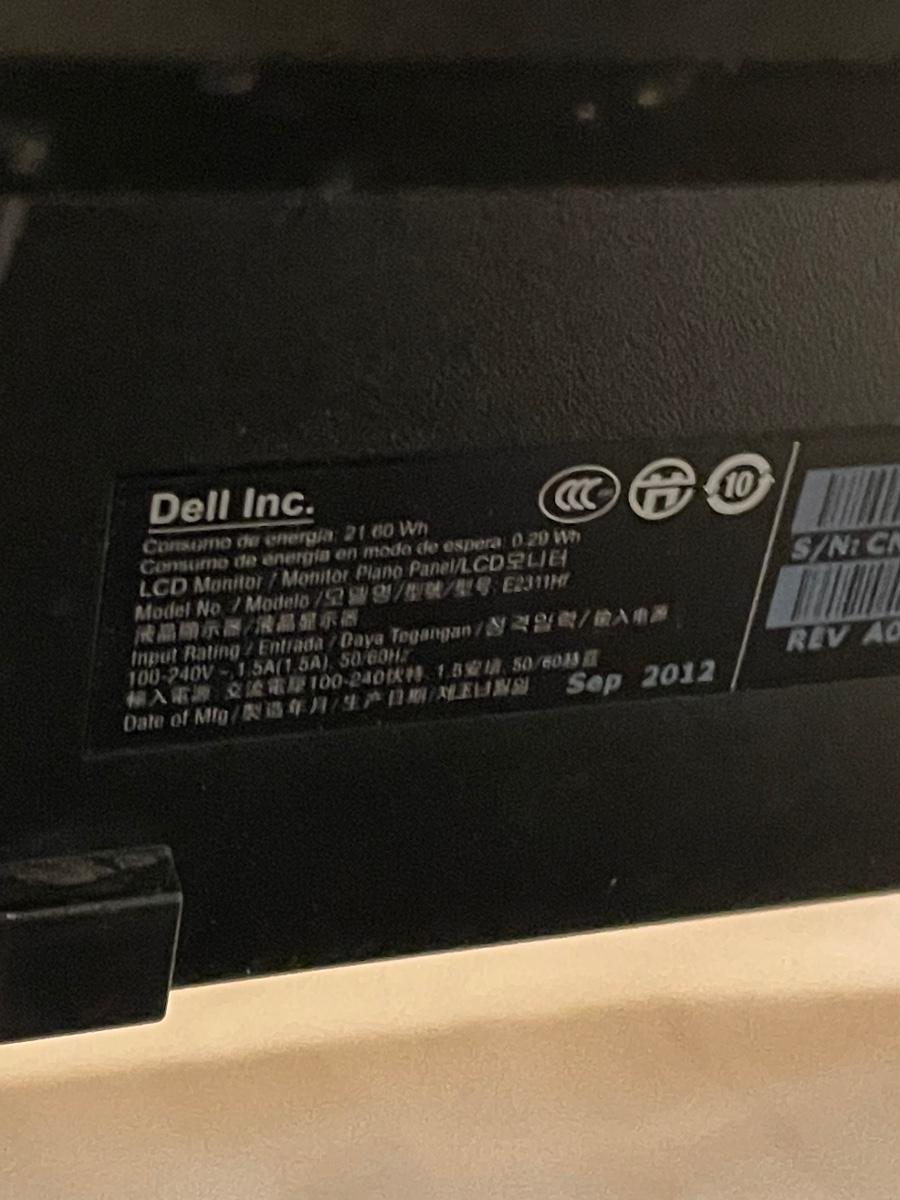 Dell Inc.
Consumo de energía: 21.60 Wh
Consumo de energía en modo de espera: 0.29 Wh
LCD Monitor / Monitor Plano Panel/LCD모니터
Model No. / Modelo /모델명/型號/型号: E2311Hf
液晶顯示器/液晶显示器
Input Rating / Entrada / Daya Tegangan /정격입력/输入电源
100-240V ~ 1.5A(1.5A), 50/60Hz
輸入電源 交流電壓100-240伏特, 1.5安培, 50/60赫茲
Date of Mfg/製造年月/生产日期/제조년월일 Sep 2012
CCC
10
S/N: CN
REV A0